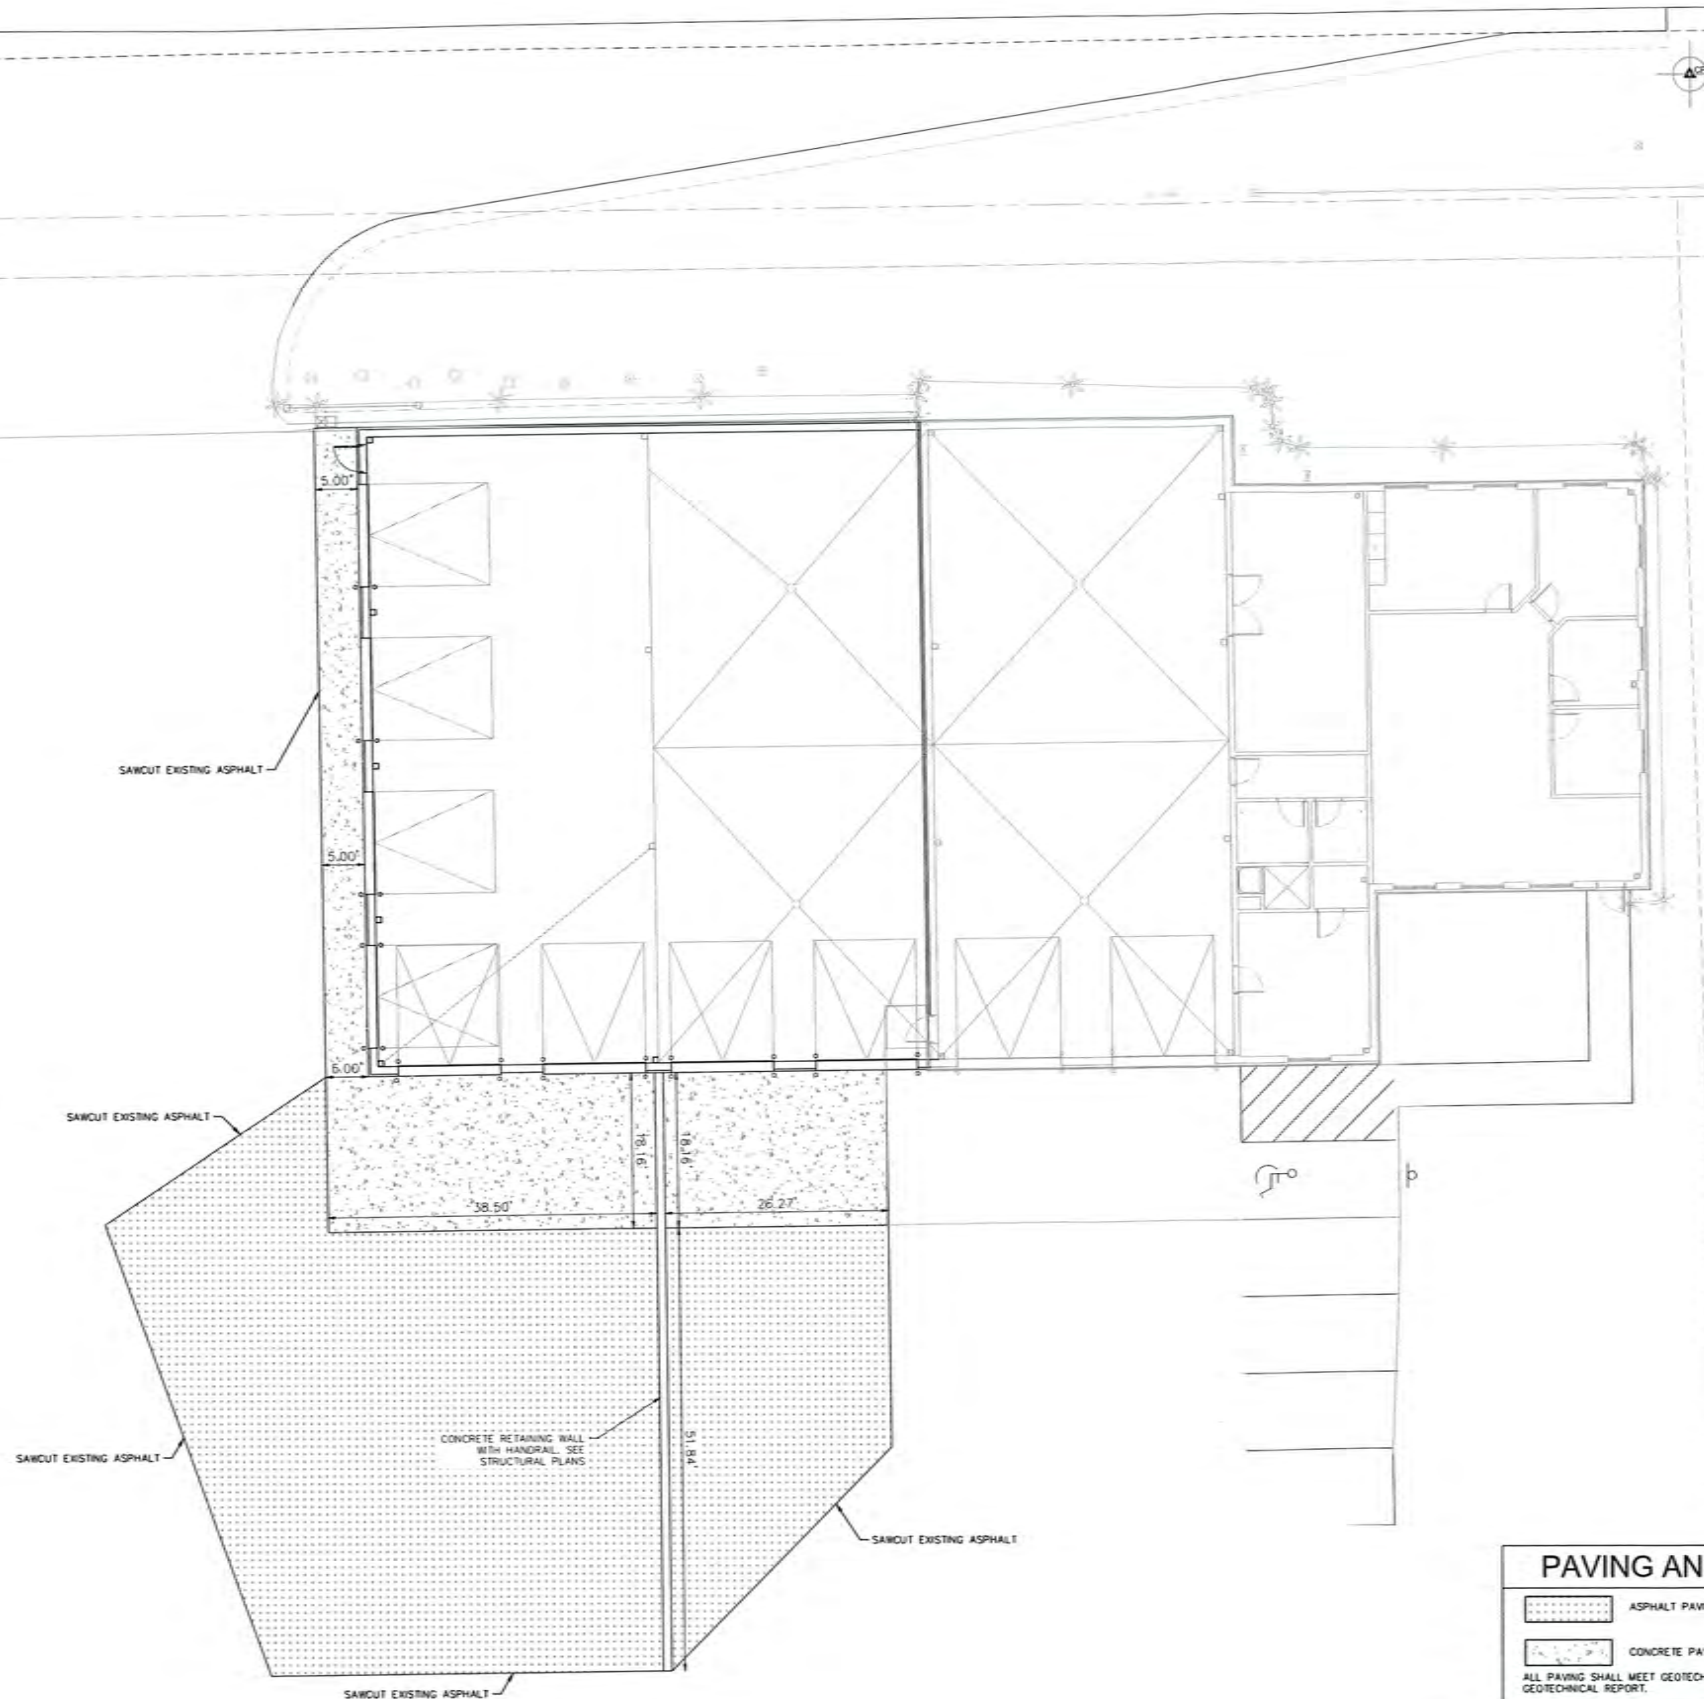 5.00'
SAWCUT EXISTING ASPHALT
5.00'
SAWCUT EXISTING ASPHALT
18.16'
18.16'
38.50'
26.27'
CONCRETE RETAINING WALL
WITH HANDRAIL. SEE
STRUCTURAL PLANS
51.84'
SAWCUT EXISTING ASPHALT
SAWCUT EXISTING ASPHALT
SAWCUT EXISTING ASPHALT
PAVING AN
ASPHALT PAV
CONCRETE PA
ALL PAVING SHALL MEET GEOTECH
GEOTECHNICAL REPORT.